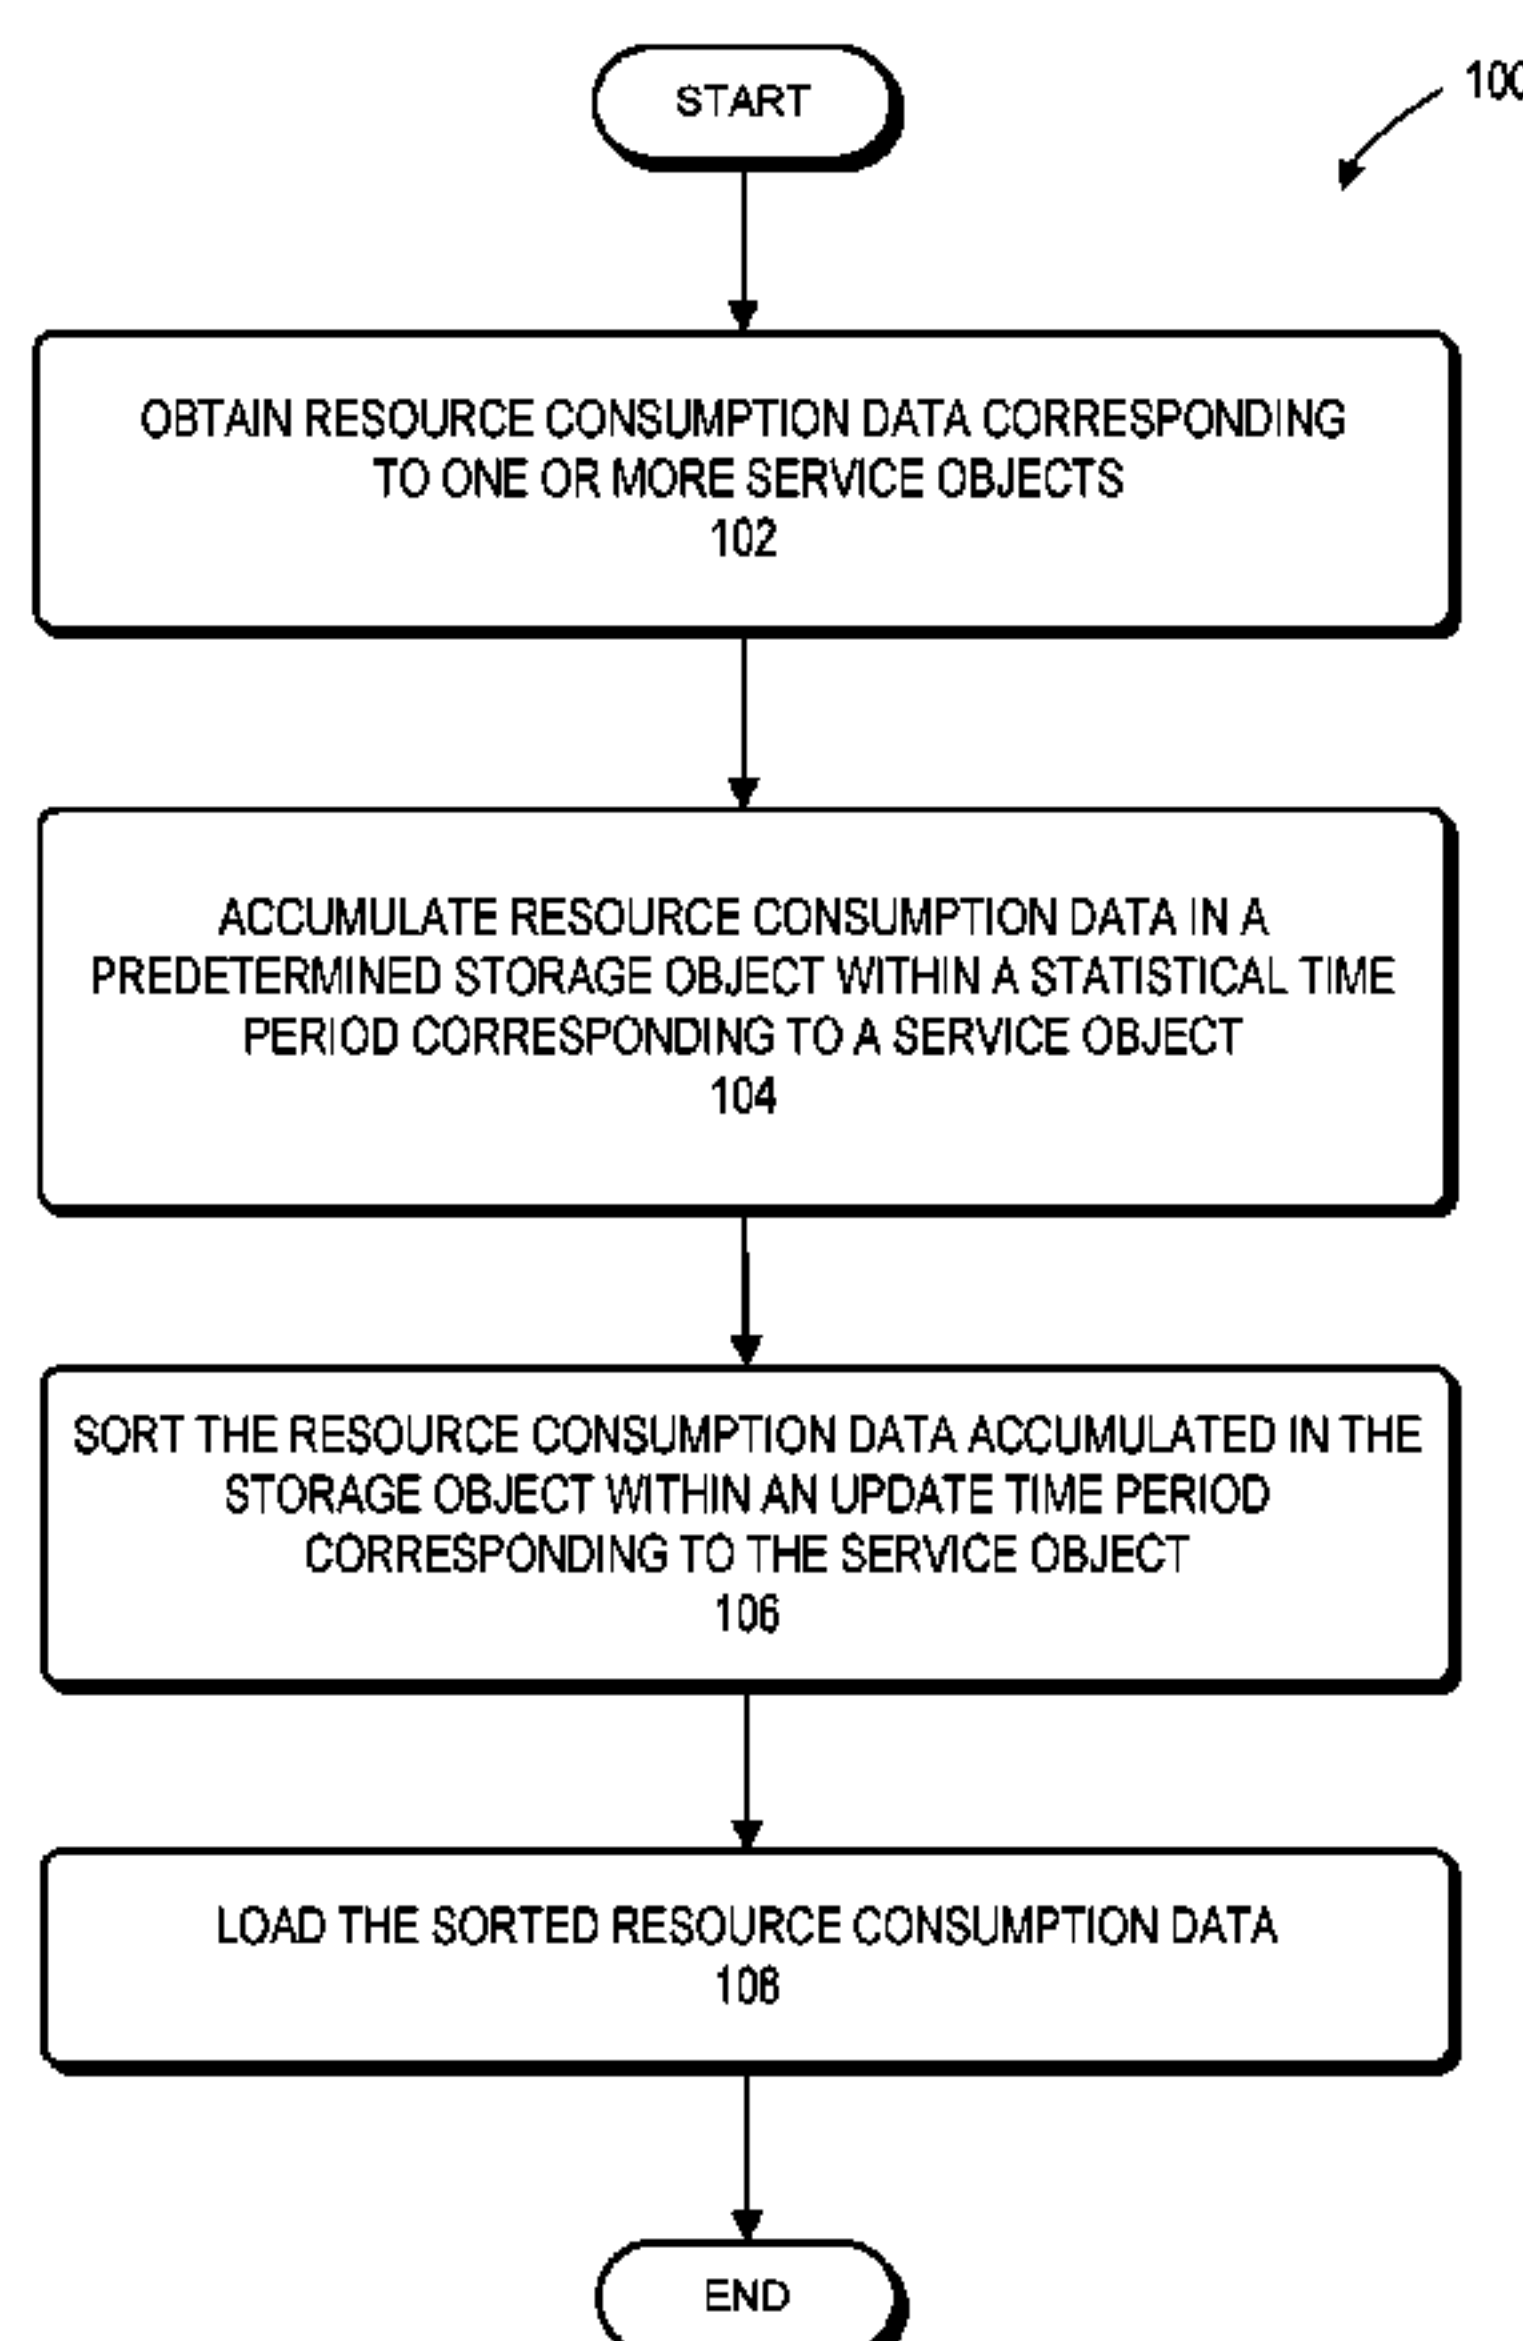 START
100
OBTAIN RESOURCE CONSUMPTION DATA CORRESPONDING
TO ONE OR MORE SERVICE OBJECTS
102
ACCUMULATE RESOURCE CONSUMPTION DATA IN A
PREDETERMINED STORAGE OBJECT WITHIN A STATISTICAL TIME
PERIOD CORRESPONDING TO A SERVICE OBJECT
104
SORT THE RESOURCE CONSUMPTION DATA ACCUMULATED IN THE
STORAGE OBJECT WITHIN AN UPDATE TIME PERIOD
CORRESPONDING TO THE SERVICE OBJECT
106
LOAD THE SORTED RESOURCE CONSUMPTION DATA
108
END